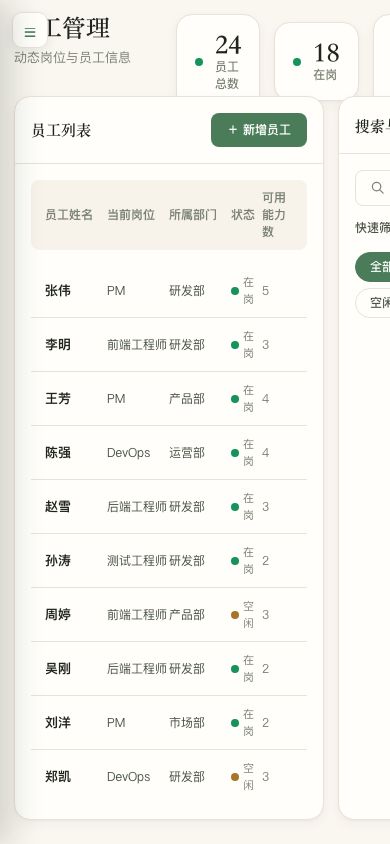 工管理
动态岗位与员工信息
24
员工
总数
18
在岗
员工列表
+ 新增员工
搜索
员工姓名 当前岗位 所属部门 状态 可用
能力
数
张伟 PM 研发部 在
岗 5
李明 前端工程师 研发部 在
岗 3
王芳 PM 产品部 在
岗 4
陈强 DevOps 运营部 在
岗 4
赵雪 后端工程师 研发部 在
岗 3
孙涛 测试工程师 研发部 在
岗 2
周婷 前端工程师 产品部 空
闲 3
吴刚 后端工程师 研发部 在
岗 2
刘洋 PM 市场部 在
岗 2
郑凯 DevOps 研发部 空
闲 3
快速筛
全部
空闲